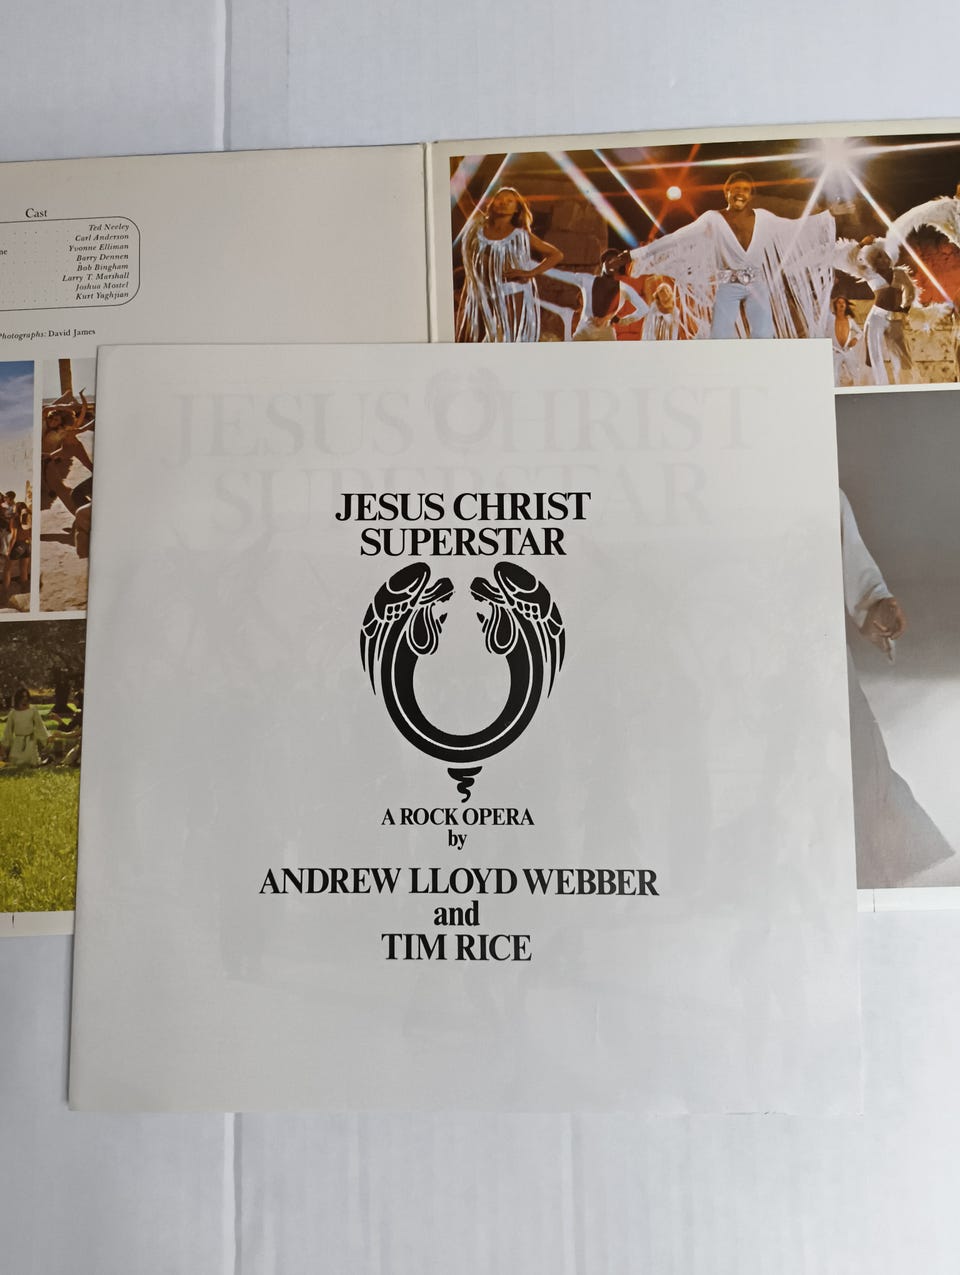 Cast
Ted Neeley
Carl Anderson
ne Yvonne Elliman
Barry Dennen
Bob Bingham
Larry T. Marshall
Joshua Mostel
Kurt Yaghjian
Photographs: David James
JESUS CHRIST
SUPERSTAR
JESUS CHRIST
SUPERSTAR
A ROCK OPERA
by
ANDREW LLOYD WEBBER
and
TIM RICE